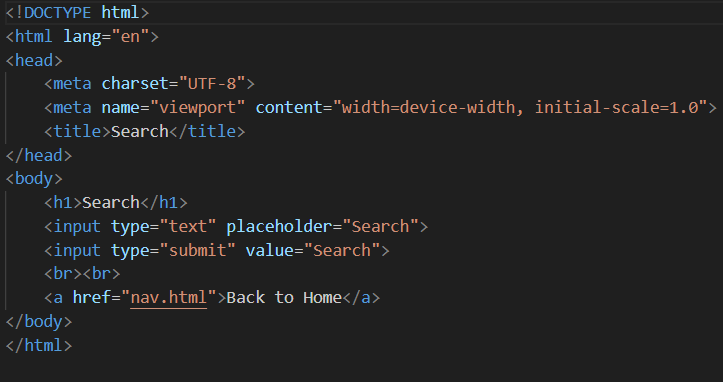 <!DOCTYPE html>
<html lang="en">
<head>
    <meta charset="UTF-8">
    <meta name="viewport" content="width=device-width, initial-scale=1.0">
    <title>Search</title>
</head>
<body>
    <h1>Search</h1>
    <input type="text" placeholder="Search">
    <input type="submit" value="Search">
    <br><br>
    <a href="nav.html">Back to Home</a>
</body>
</html>